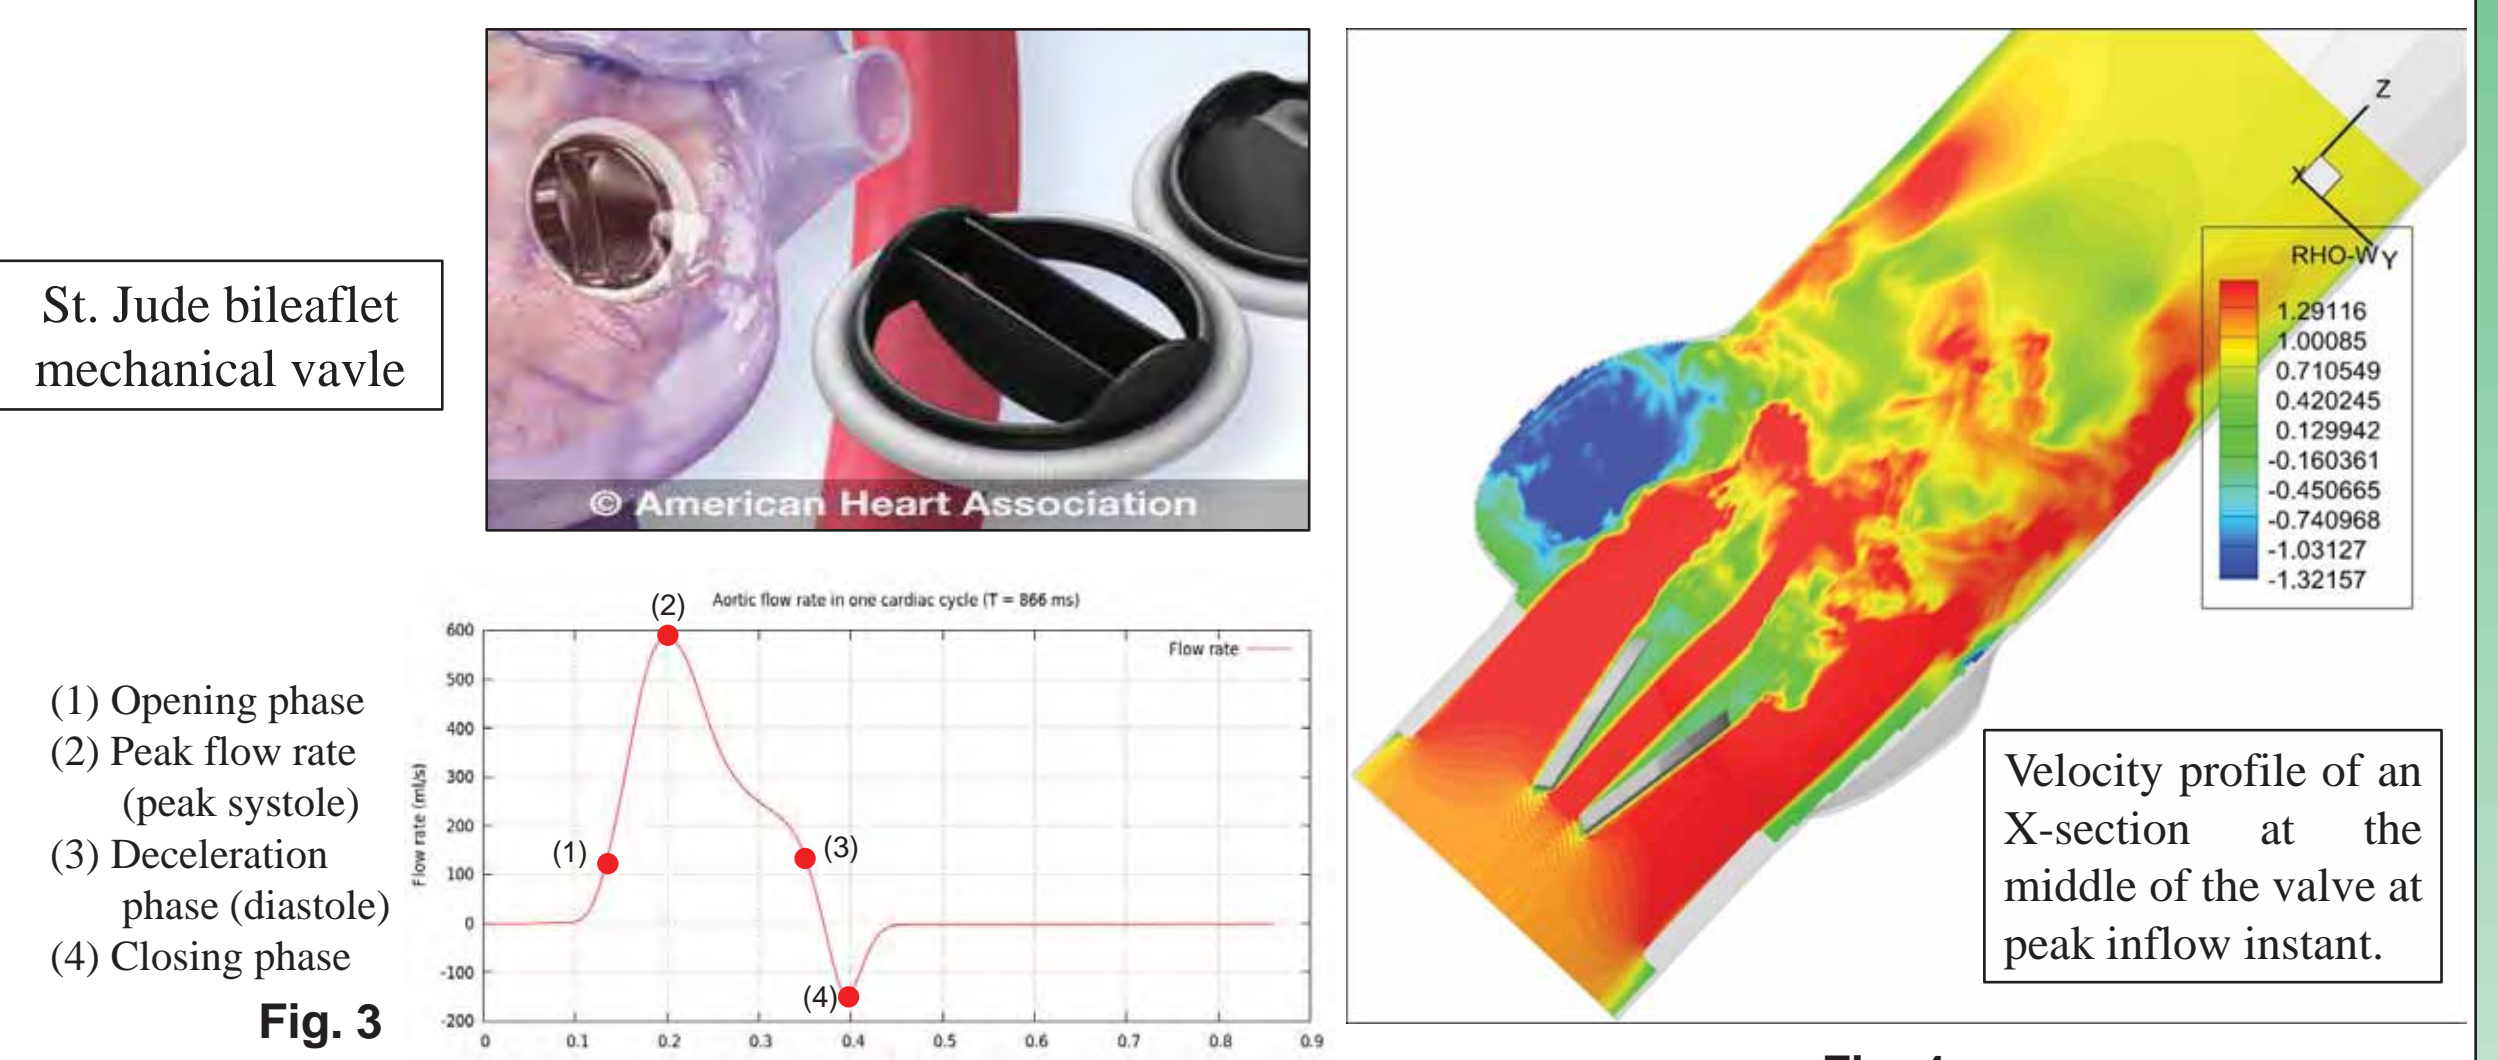 St. Jude bileaflet
mechanical vavle
© American Heart Association
(1) Opening phase
(2) Peak flow rate
(peak systole)
(3) Deceleration
phase (diastole)
(4) Closing phase
Fig. 3
Aortic flow rate in one cardiac cycle (T = 866 ms)
Flow rate
Flow rate (ml/s)
600
500
400
300
200
100
0
-100
-200
0 0.1 0.2 0.3 0.4 0.5 0.6 0.7 0.8 0.9
(1)
(2)
(3)
(4)
Z
X
Y
RHO-W
1.29116
1.00085
0.710549
0.420245
0.129942
-0.160361
-0.450665
-0.740968
-1.03127
-1.32157
Velocity profile of an
X-section at the
middle of the valve at
peak inflow instant.